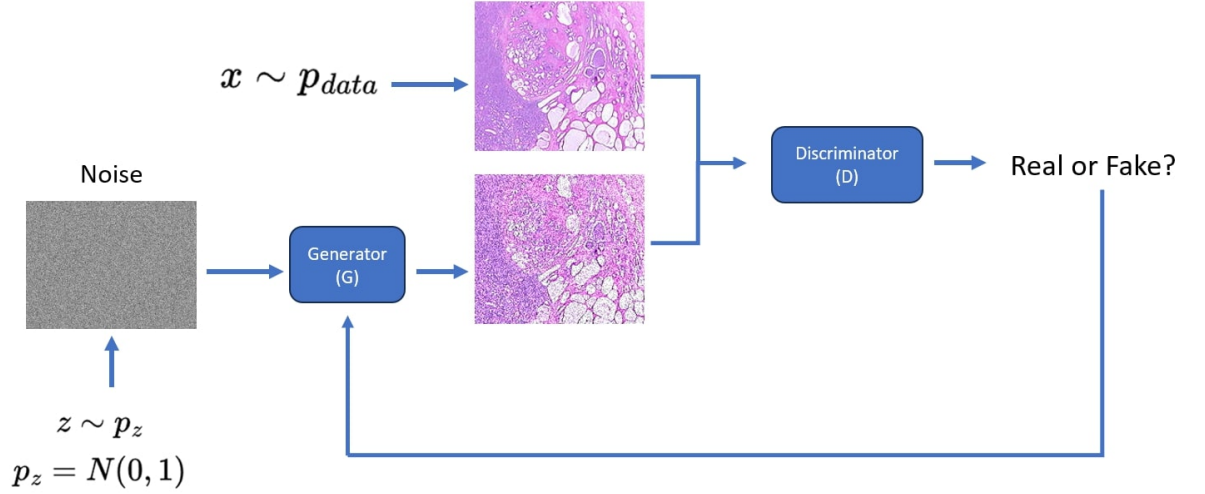 x ∼ p_data
Noise
Generator
(G)
Discriminator
(D)
Real or Fake?
z ∼ p_z
p_z = N(0, 1)